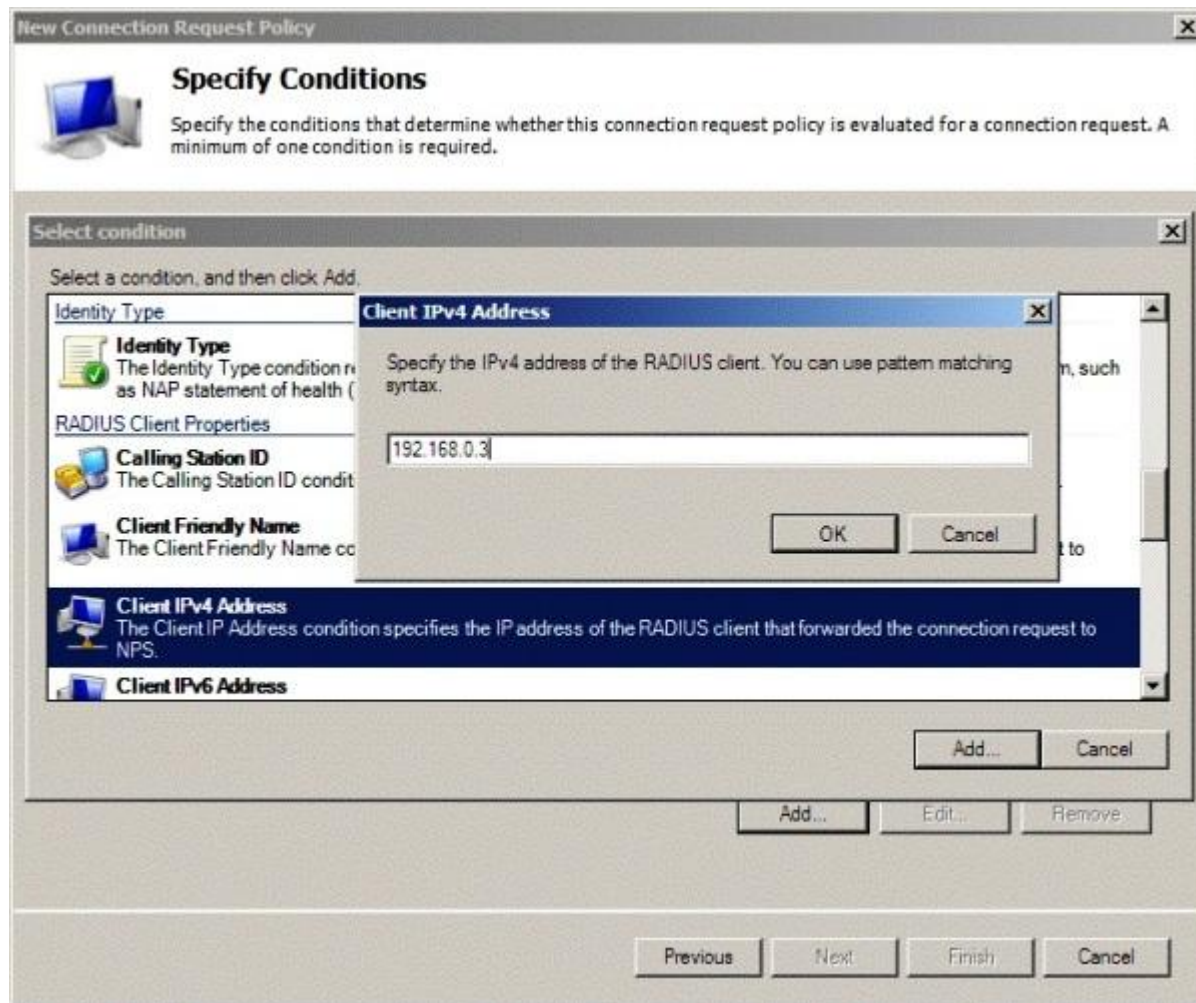 New Connection Request Policy
Specify Conditions
Specify the conditions that determine whether this connection request policy is evaluated for a connection request. A
minimum of one condition is required.
Select condition
Select a condition, and then click Add.
Identity Type
Identity Type
The Identity Type condition
n, such
as NAP statement of health (
RADIUS Client Properties
Calling Station ID
The Calling Station ID condit
Client Friendly Name
The Client Friendly Name co
t to
Client IPv4 Address
Specify the IPv4 address of the RADIUS client. You can use pattern matching
syntax.
192.168.0.3
OK
Cancel
Client IPv4 Address
The Client IP Address condition specifies the IP address of the RADIUS client that forwarded the connection request to
NPS.
Client IPv6 Address
Add...
Cancel
Add...
Edit...
Remove
Previous
Next
Finish
Cancel